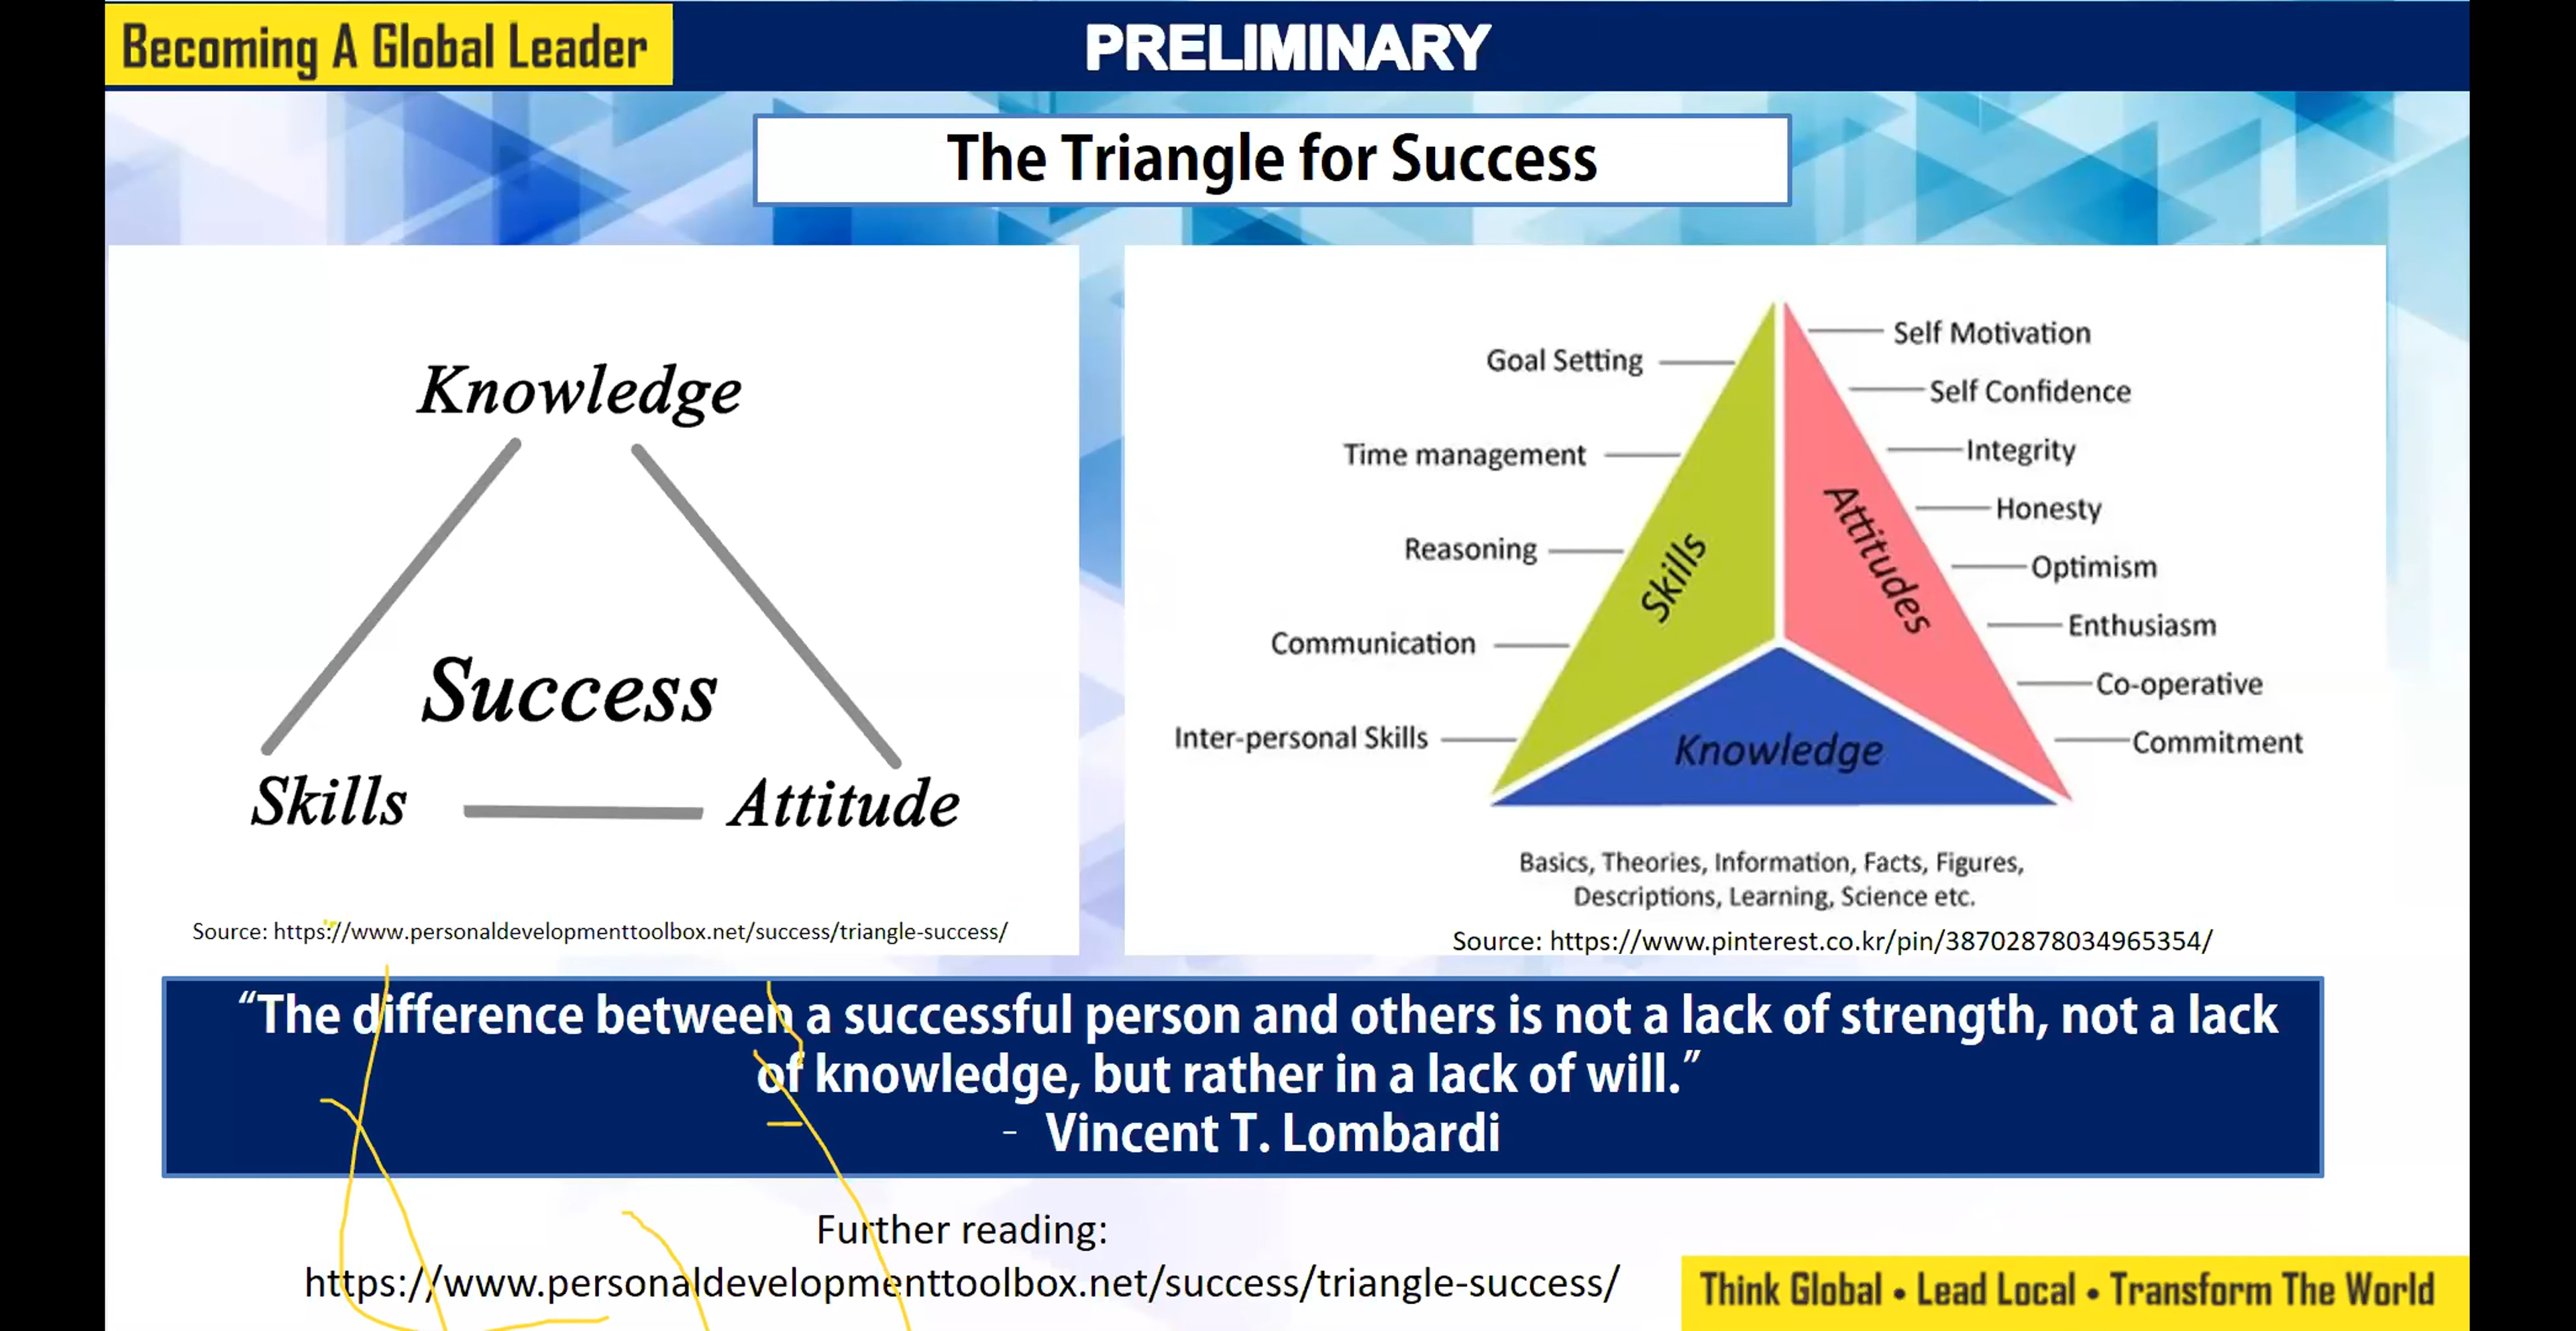 Becoming A Global Leader
PRELIMINARY
The Triangle for Success
Knowledge
Success
Skills
Attitude
Source: https://www.personaldevelopmenttoolbox.net/success/triangle-success/
Goal Setting
Time management
Reasoning
Communication
Inter-personal Skills
Skills
Attitudes
Knowledge
Self Motivation
Self Confidence
Integrity
Honesty
Optimism
Enthusiasm
Co-operative
Commitment
Basics, Theories, Information, Facts, Figures,
Descriptions, Learning, Science etc.
Source: https://www.pinterest.co.kr/pin/38702878034965354/
“The difference between a successful person and others is not a lack of strength, not a lack
of knowledge, but rather in a lack of will.”
- Vincent T. Lombardi
Further reading:
https://www.personaldevelopmenttoolbox.net/success/triangle-success/
Think Global • Lead Local • Transform The World